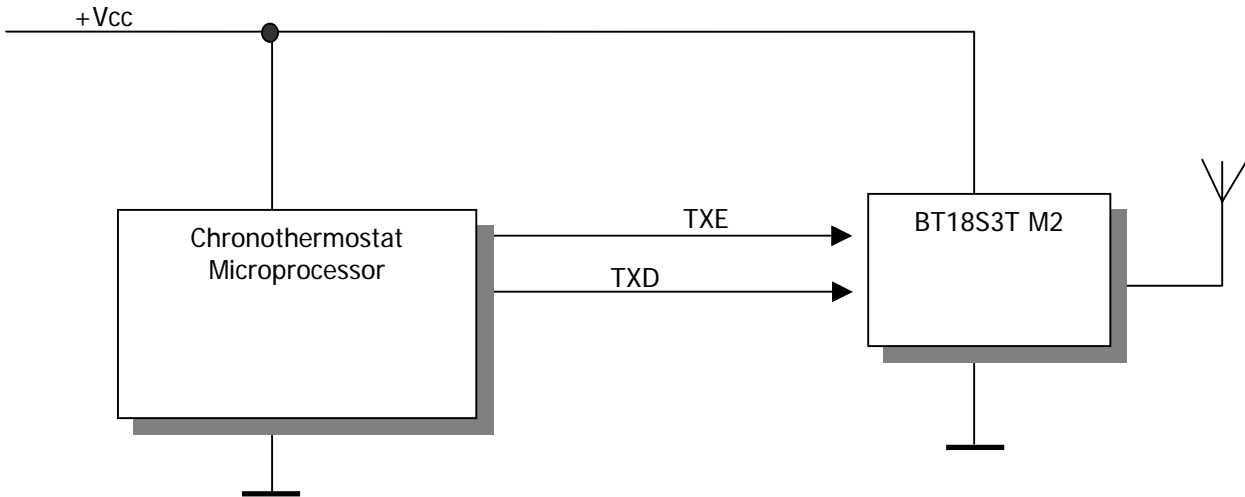 +Vcc
TXE
BT18S3T M2
Chronothermostat
Microprocessor
TXD